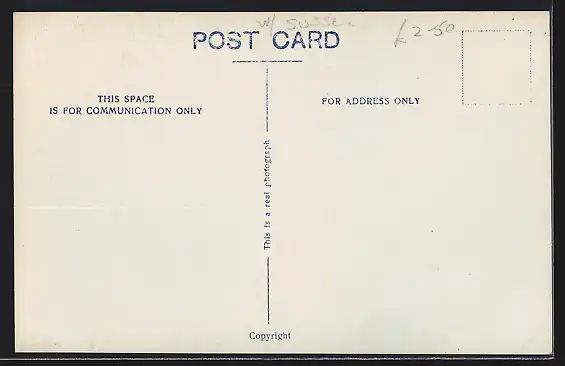 W/ SUSSEX
£2-50
POST CARD
THIS SPACE
IS FOR COMMUNICATION ONLY
FOR ADDRESS ONLY
This is a real photograph
Copyright